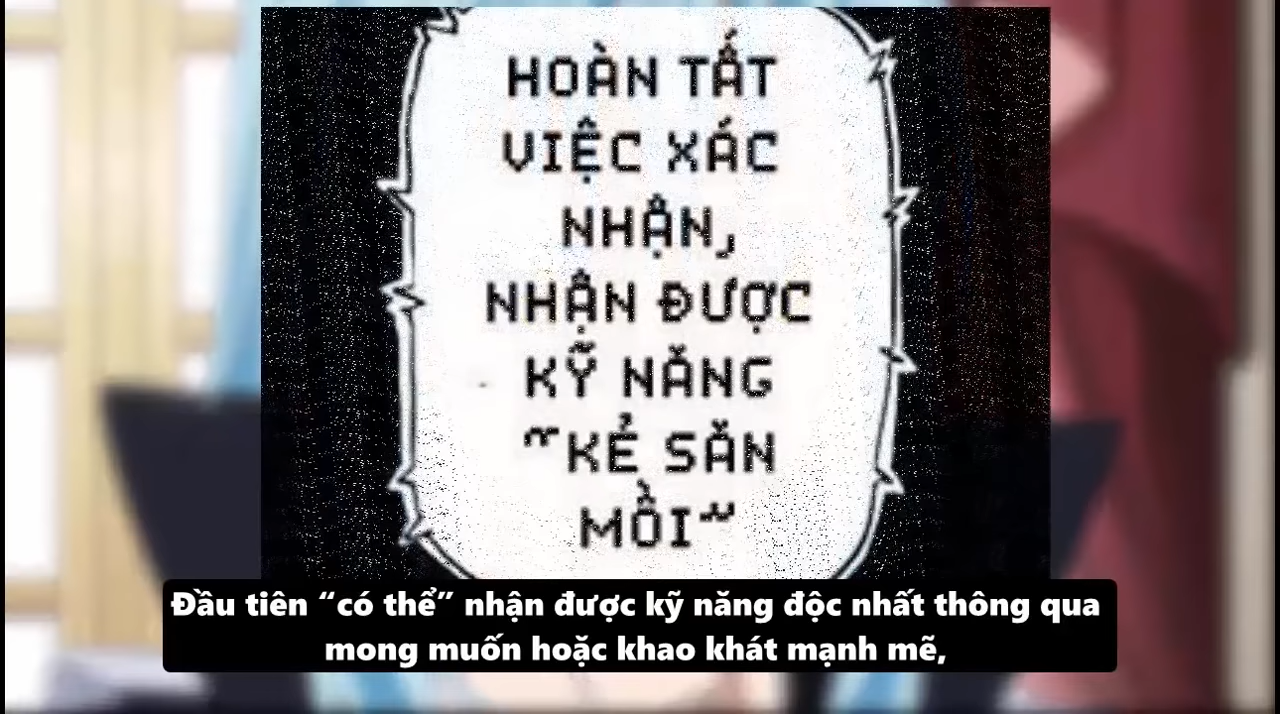 HOÀN TẤT
VIỆC XÁC
NHẬN,
NHẬN ĐƯỢC
KỸ NĂNG
"KẺ SĂN
MỒI"
Đầu tiên “có thể” nhận được kỹ năng độc nhất thông qua
mong muốn hoặc khao khát mạnh mẽ,